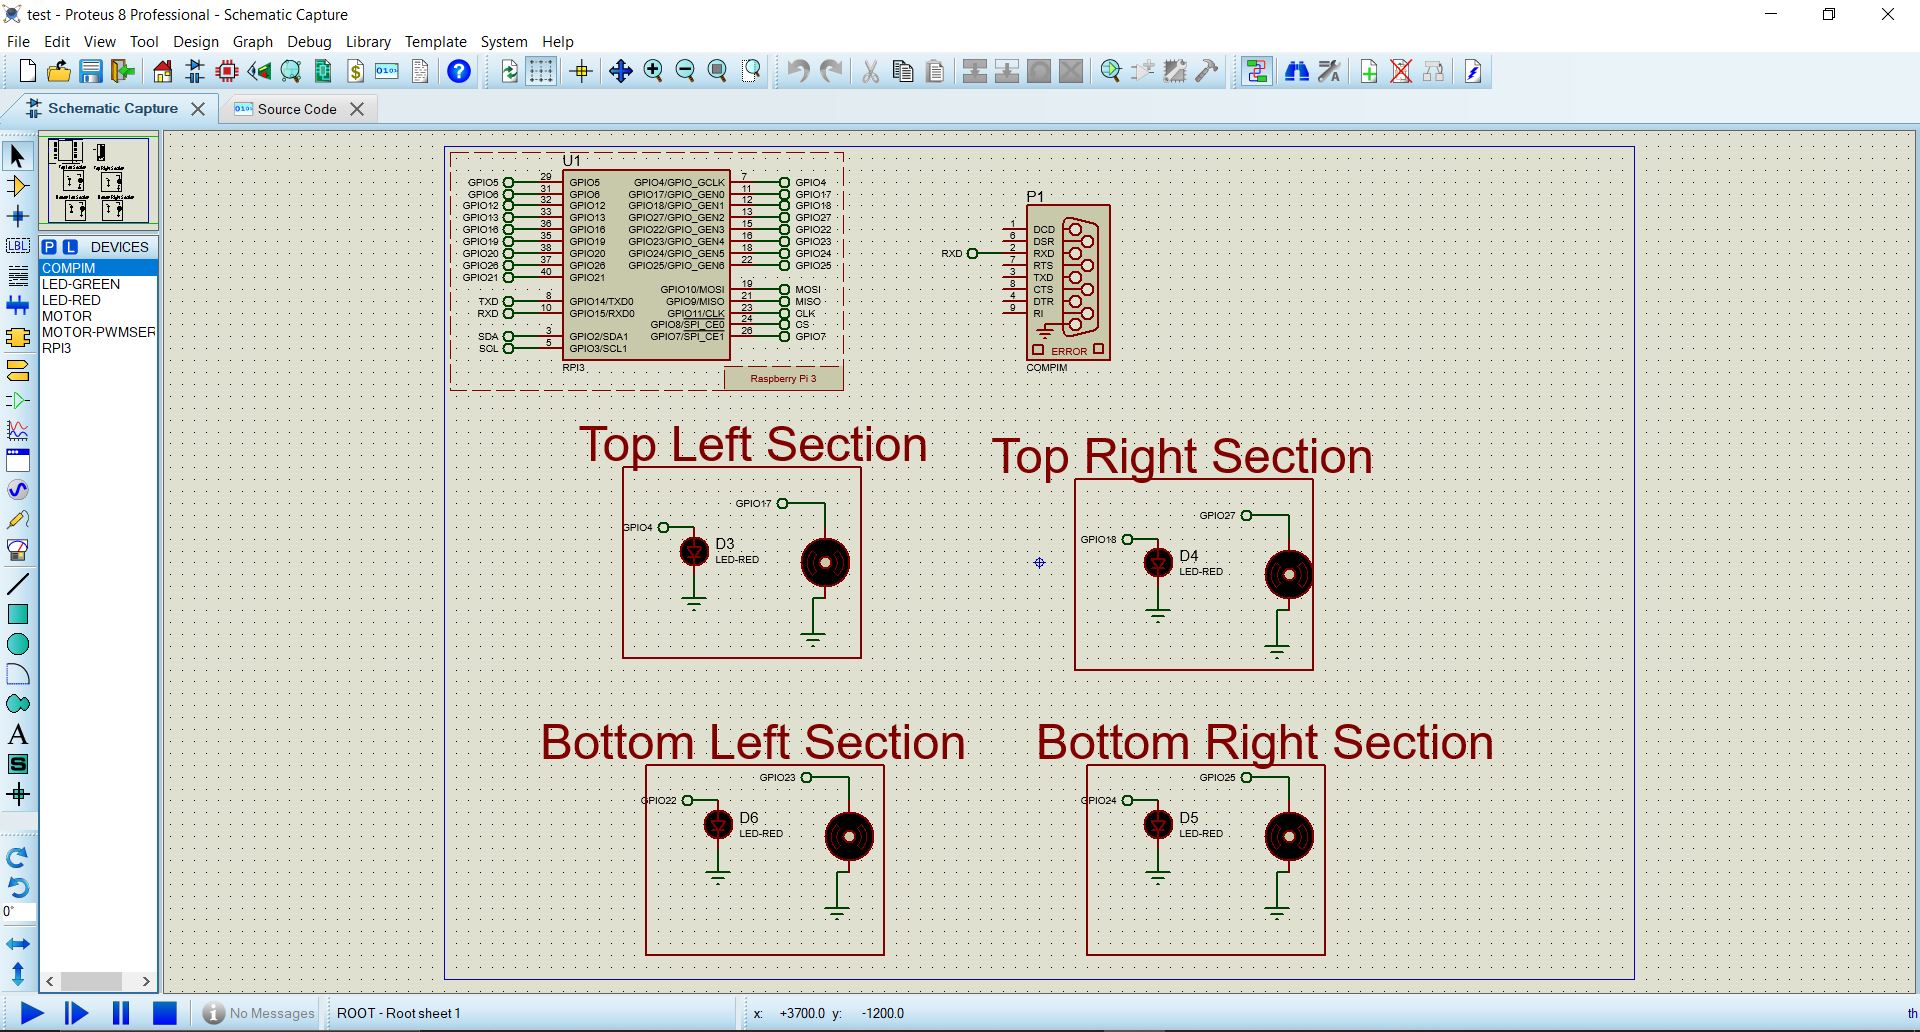 test - Proteus 8 Professional - Schematic Capture
File Edit View Tool Design Graph Debug Library Template System Help
Schematic Capture Source Code
P L DEVICES
COMPIM
LED-GREEN
LED-RED
MOTOR
MOTOR-PWMSER
RPI3
LBL
A
S
0°
U1
GPIO5 29 GPIO5 GPIO4/GPIO_GCLK 7 GPIO4
GPIO6 31 GPIO6 GPIO17/GPIO_GEN0 11 GPIO17
GPIO12 32 GPIO12 GPIO18/GPIO_GEN1 12 GPIO18
GPIO13 33 GPIO13 GPIO27/GPIO_GEN2 13 GPIO27
GPIO16 36 GPIO16 GPIO22/GPIO_GEN3 15 GPIO22
GPIO19 35 GPIO19 GPIO23/GPIO_GEN4 16 GPIO23
GPIO20 38 GPIO20 GPIO24/GPIO_GEN5 18 GPIO24
GPIO26 37 GPIO26 GPIO25/GPIO_GEN6 22 GPIO25
GPIO21 40 GPIO21
GPIO10/MOSI 19 MOSI
TXD 8 GPIO14/TXD0 GPIO9/MISO 21 MISO
RXD 10 GPIO15/RXD0 GPIO11/CLK 23 CLK
GPIO8/SPI_CE0 24 CS
SDA 3 GPIO2/SDA1 GPIO7/SPI_CE1 26 GPIO7
SCL 5 GPIO3/SCL1
RPI3
Raspberry Pi 3
P1
1 DCD
6 DSR
RXD 2 RXD
7 RTS
3 TXD
8 CTS
4 DTR
9 RI
ERROR
COMPIM
Top Left Section
GPIO17
GPIO4
D3
LED-RED
Top Right Section
GPIO27
GPIO18
D4
LED-RED
Bottom Left Section
GPIO23
GPIO22
D6
LED-RED
Bottom Right Section
GPIO25
GPIO24
D5
LED-RED
No Messages ROOT - Root sheet 1 x: +3700.0 y: -1200.0 th